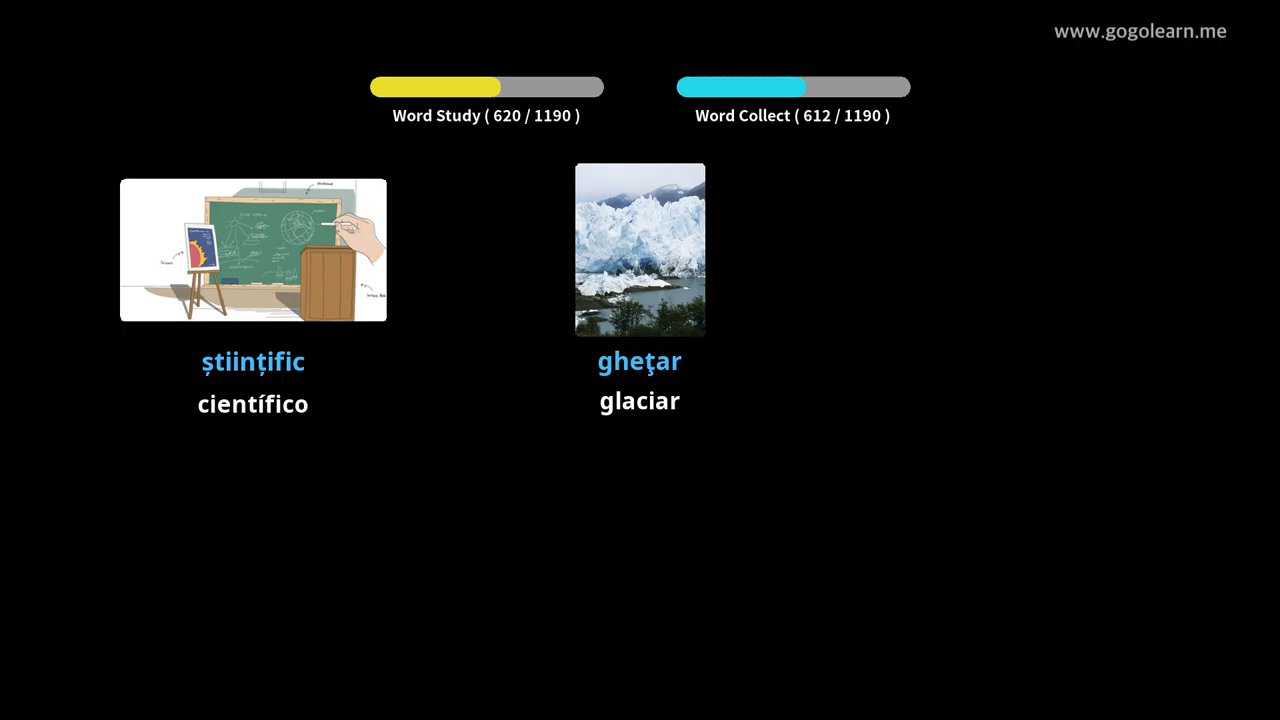 www.gogolearn.me
Word Study ( 620 / 1190 )
Word Collect ( 612 / 1190 )
științific
científico
gheţar
glaciar